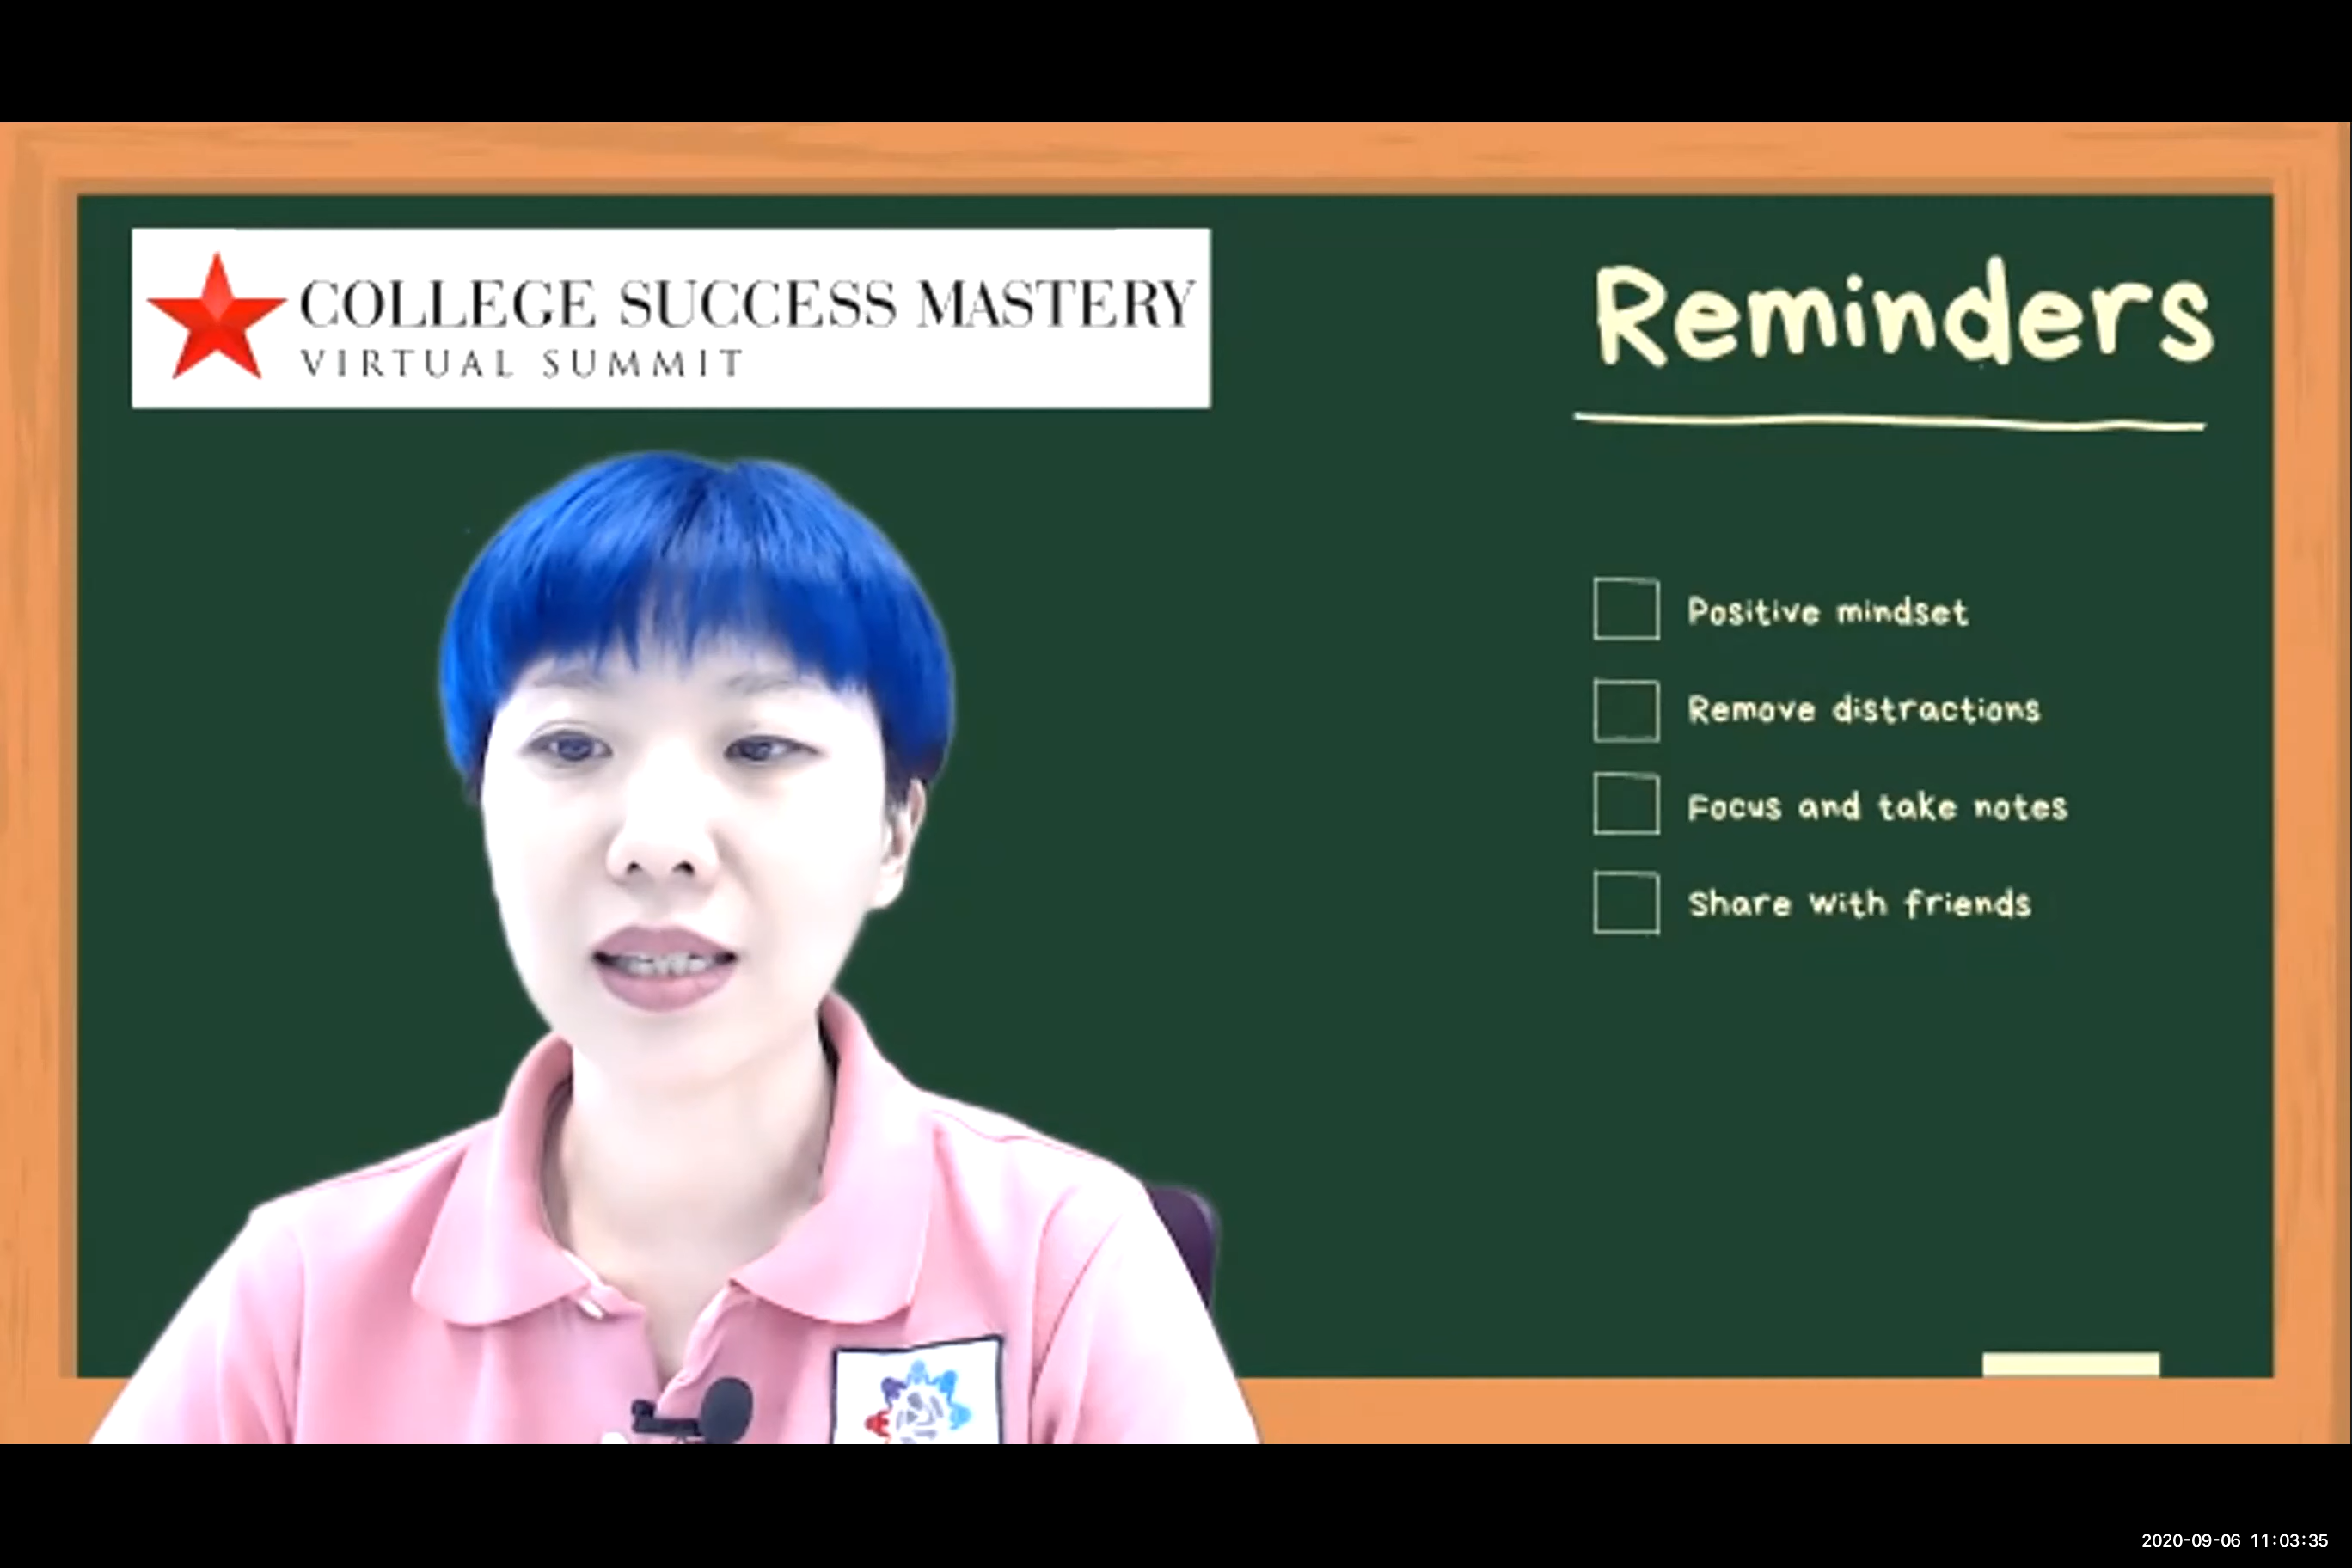 COLLEGE SUCCESS MASTERY
VIRTUAL SUMMIT
Reminders
Positive mindset
Remove distractions
Focus and take notes
Share with friends
2020-09-06 11:03:35